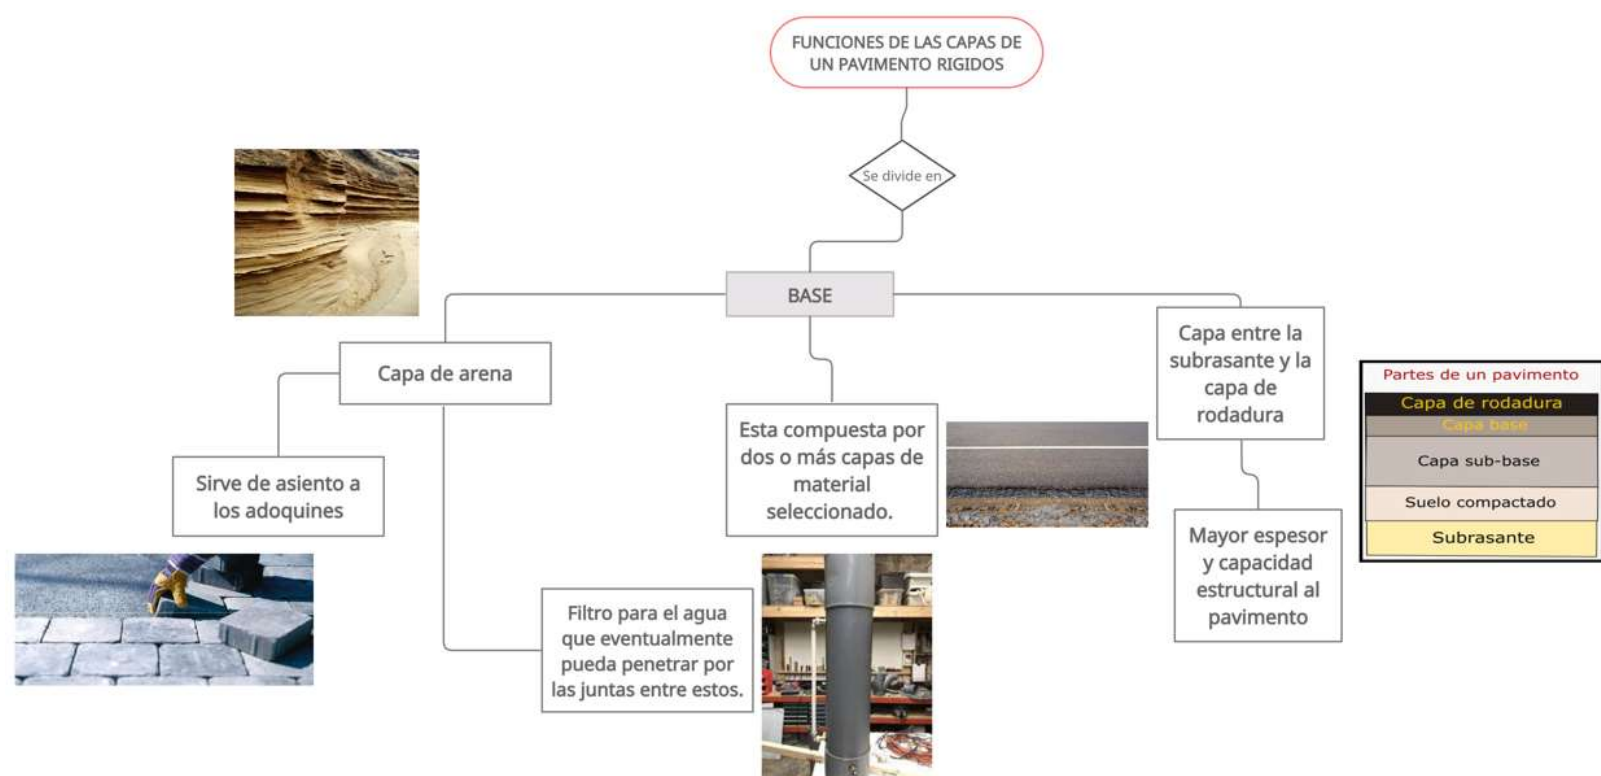 FUNCIONES DE LAS CAPAS DE
UN PAVIMENTO RIGIDOS
Se divide en
BASE
Capa de arena
Sirve de asiento a
los adoquines
Filtro para el agua
que eventualmente
pueda penetrar por
las juntas entre estos.
Esta compuesta por
dos o más capas de
material
seleccionado.
Capa entre la
subrasante y la
capa de
rodadura
Mayor espesor
y capacidad
estructural al
pavimento
Partes de un pavimento
Capa de rodadura
Capa base
Capa sub-base
Suelo compactado
Subrasante